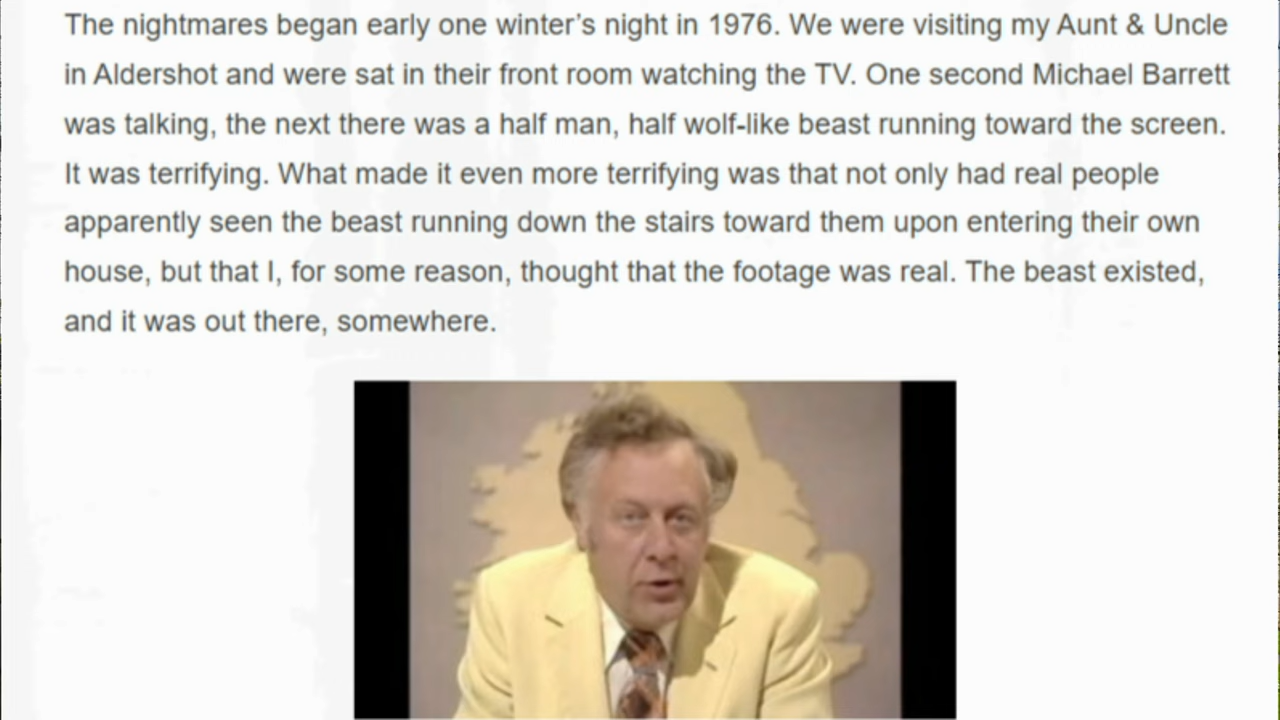 The nightmares began early one winter’s night in 1976. We were visiting my Aunt & Uncle
in Aldershot and were sat in their front room watching the TV. One second Michael Barrett
was talking, the next there was a half man, half wolf-like beast running toward the screen.
It was terrifying. What made it even more terrifying was that not only had real people
apparently seen the beast running down the stairs toward them upon entering their own
house, but that I, for some reason, thought that the footage was real. The beast existed,
and it was out there, somewhere.